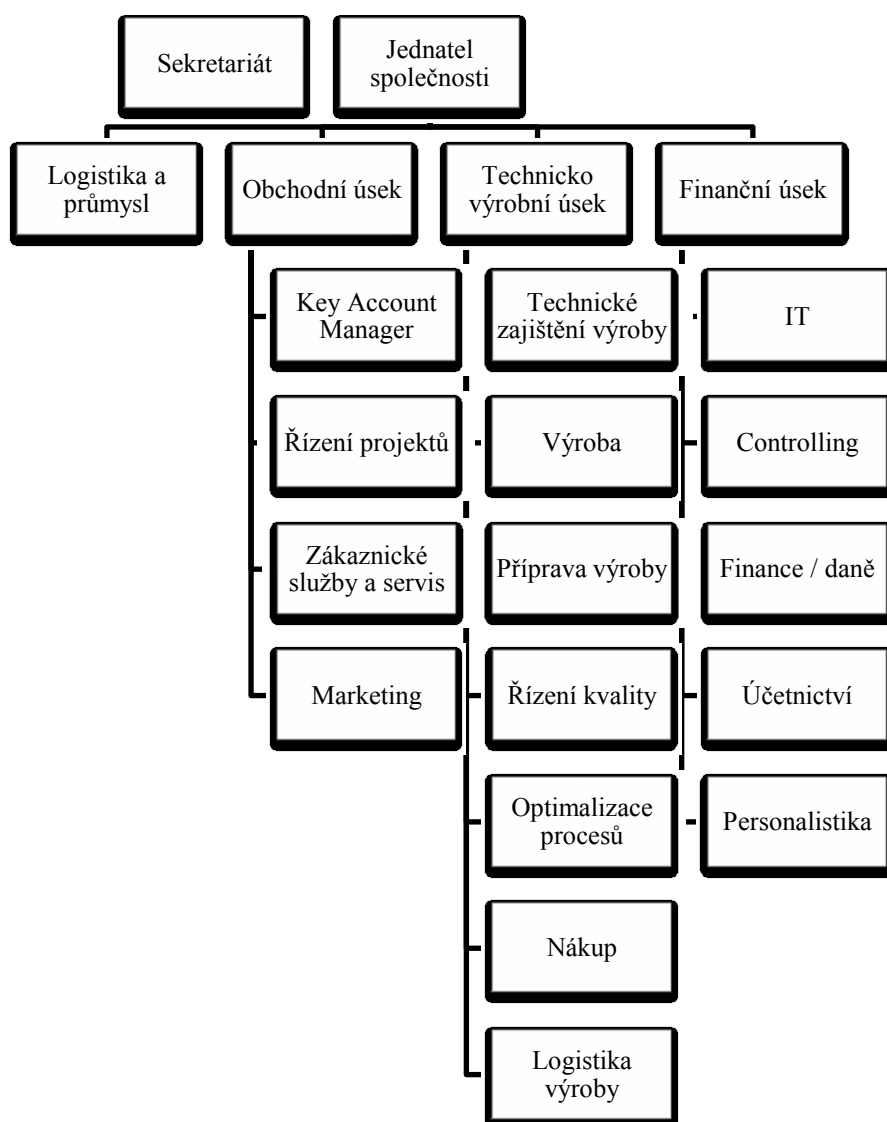 Sekretariát
Jednatel
společnosti
Logistika a
průmysl
Obchodní úsek
Technicko
výrobní úsek
Finanční úsek
Key Account
Manager
Technické
zajištění výroby
IT
Řízení projektů
Výroba
Controlling
Zákaznické
služby a servis
Příprava výroby
Finance / daně
Marketing
Řízení kvality
Účetnictví
Optimalizace
procesů
Personalistika
Nákup
Logistika
výroby